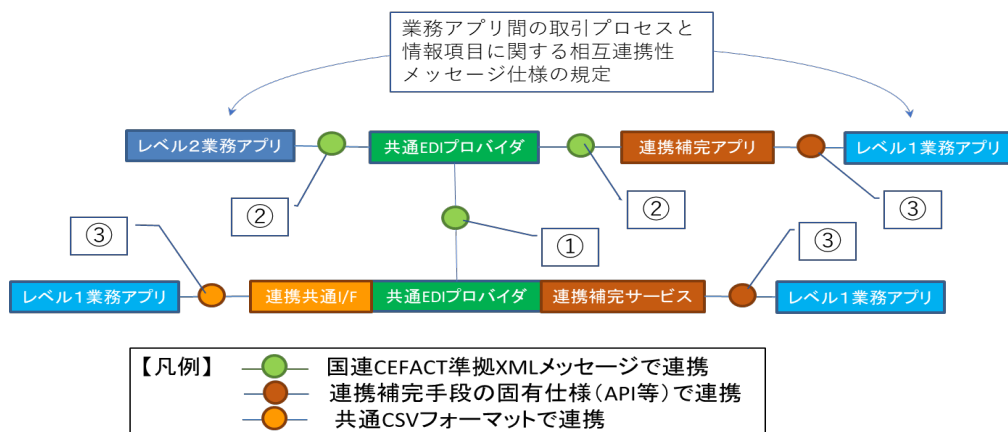 業務アプリ間の取引プロセスと
情報項目に関する相互連携性
メッセージ仕様の規定
レベル２業務アプリ
共通EDIプロバイダ
連携補完アプリ
レベル１業務アプリ
②
②
③
③
①
③
レベル１業務アプリ
連携共通I/F
共通EDIプロバイダ
連携補完サービス
レベル１業務アプリ
【凡例】
国連CEFACT準拠XMLメッセージで連携
連携補完手段の固有仕様（API等）で連携
共通CSVフォーマットで連携